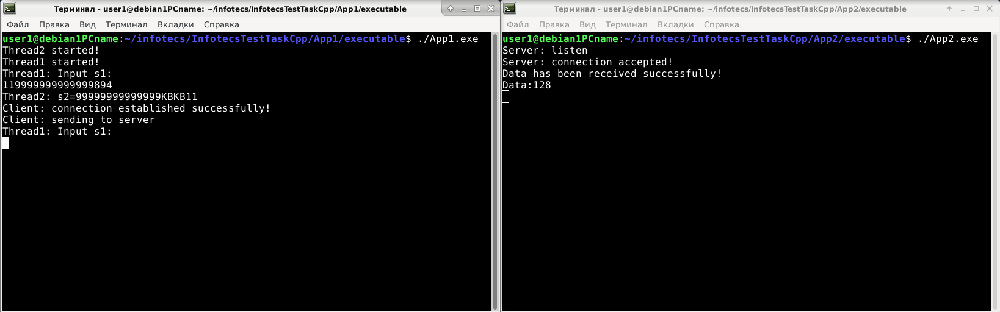 Терминал - user1@debian1PCname: ~/infotecs/InfotecsTestTaskCpp/App1/executable
Файл Правка Вид Терминал Вкладки Справка
user1@debian1PCname:~/infotecs/InfotecsTestTaskCpp/App1/executable$ ./App1.exe
Thread2 started!
Thread1 started!
Thread1: Input s1:
119999999999999894
Thread2: s2=99999999999999KBKB11
Client: connection established successfully!
Client: sending to server
Thread1: Input s1:
Терминал - user1@debian1PCname: ~/infotecs/InfotecsTestTaskCpp/App2/executable
Файл Правка Вид Терминал Вкладки Справка
user1@debian1PCname:~/infotecs/InfotecsTestTaskCpp/App2/executable$ ./App2.exe
Server: listen
Server: connection accepted!
Data has been received successfully!
Data:128